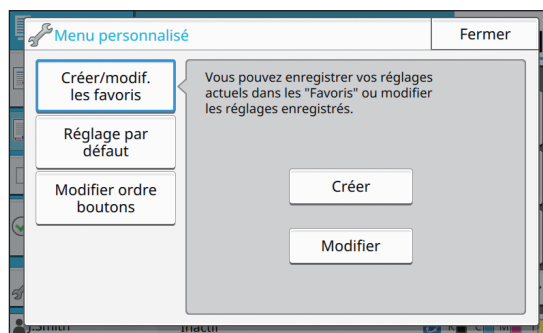 Menu personnalisé
Fermer
Créer/modif.
les favoris
Vous pouvez enregistrer vos réglages
actuels dans les "Favoris" ou modifier
les réglages enregistrés.
Réglage par
défaut
Modifier ordre
boutons
Créer
Modifier